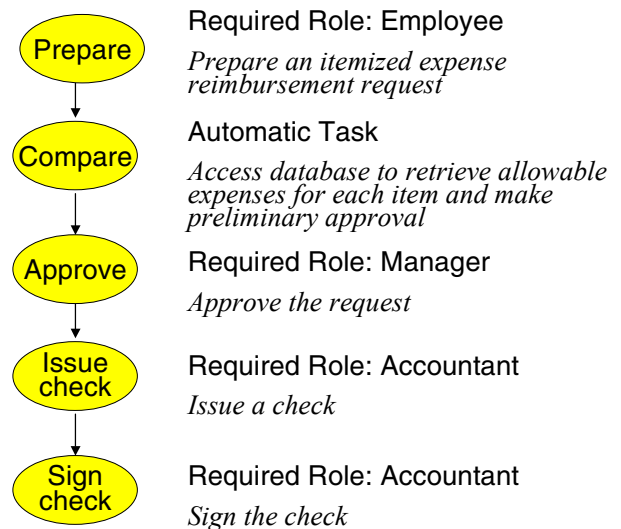 Prepare
Required Role: Employee
Prepare an itemized expense
reimbursement request
Compare
Automatic Task
Access database to retrieve allowable
expenses for each item and make
preliminary approval
Approve
Required Role: Manager
Approve the request
Issue
check
Required Role: Accountant
Issue a check
Sign
check
Required Role: Accountant
Sign the check